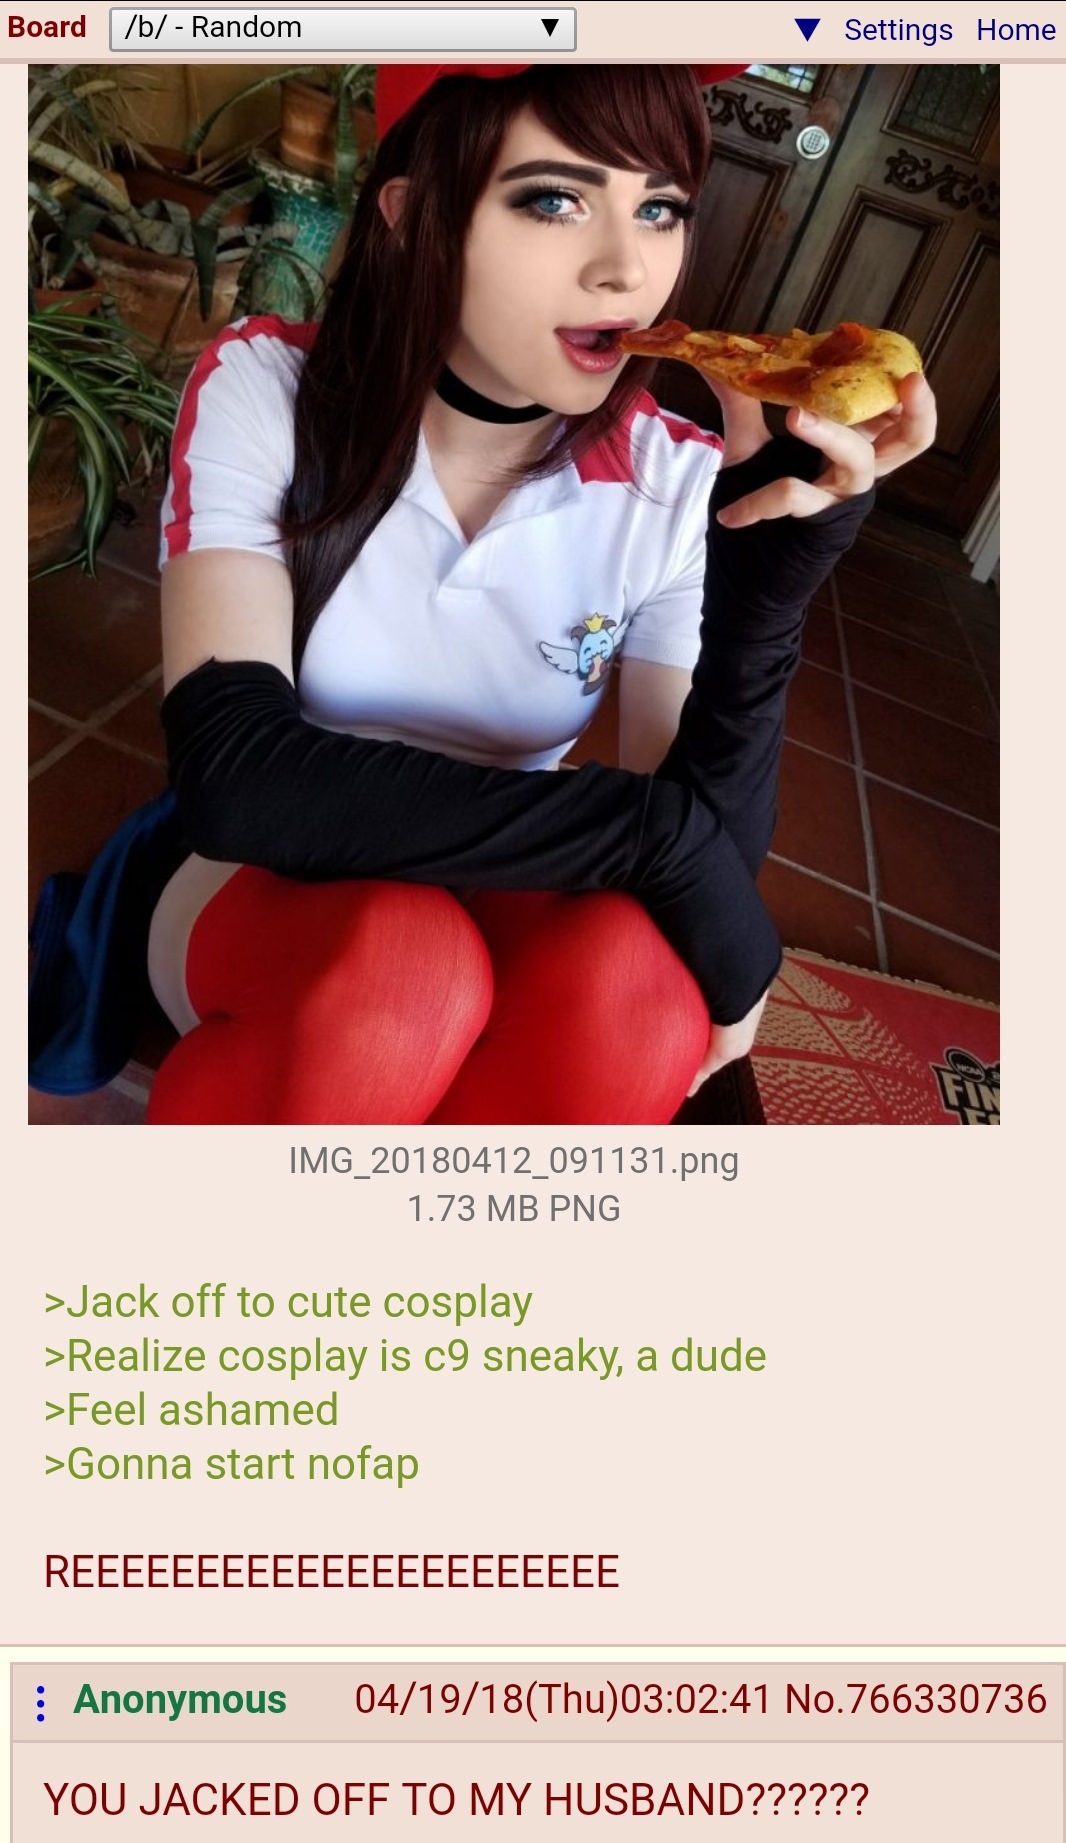 Board /b/ - Random ▼ ▼ Settings Home
NCAA
FIN
IMG_20180412_091131.png
1.73 MB PNG
>Jack off to cute cosplay
>Realize cosplay is c9 sneaky, a dude
>Feel ashamed
>Gonna start nofap
REEEEEEEEEEEEEEEEEEEEEE
Anonymous 04/19/18(Thu)03:02:41 No.766330736
YOU JACKED OFF TO MY HUSBAND??????